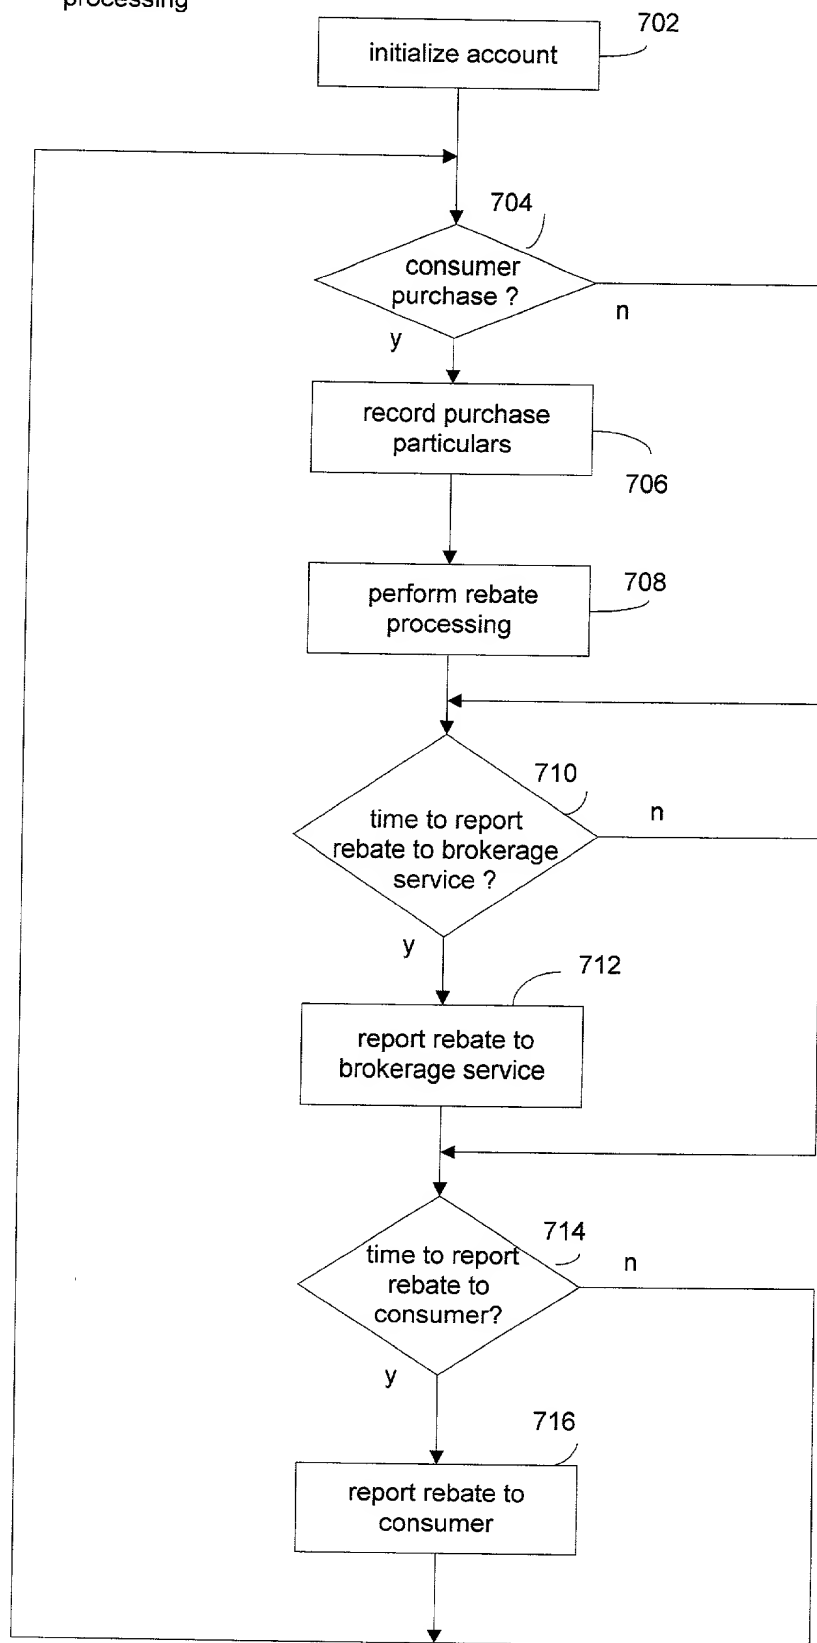 processing
702
initialize account
704
consumer
purchase ?
n
y
record purchase
particulars
706
708
perform rebate
processing
710
n
time to report
rebate to brokerage
service ?
y
712
report rebate to
brokerage service
714
n
time to report
rebate to
consumer?
y
716
report rebate to
consumer